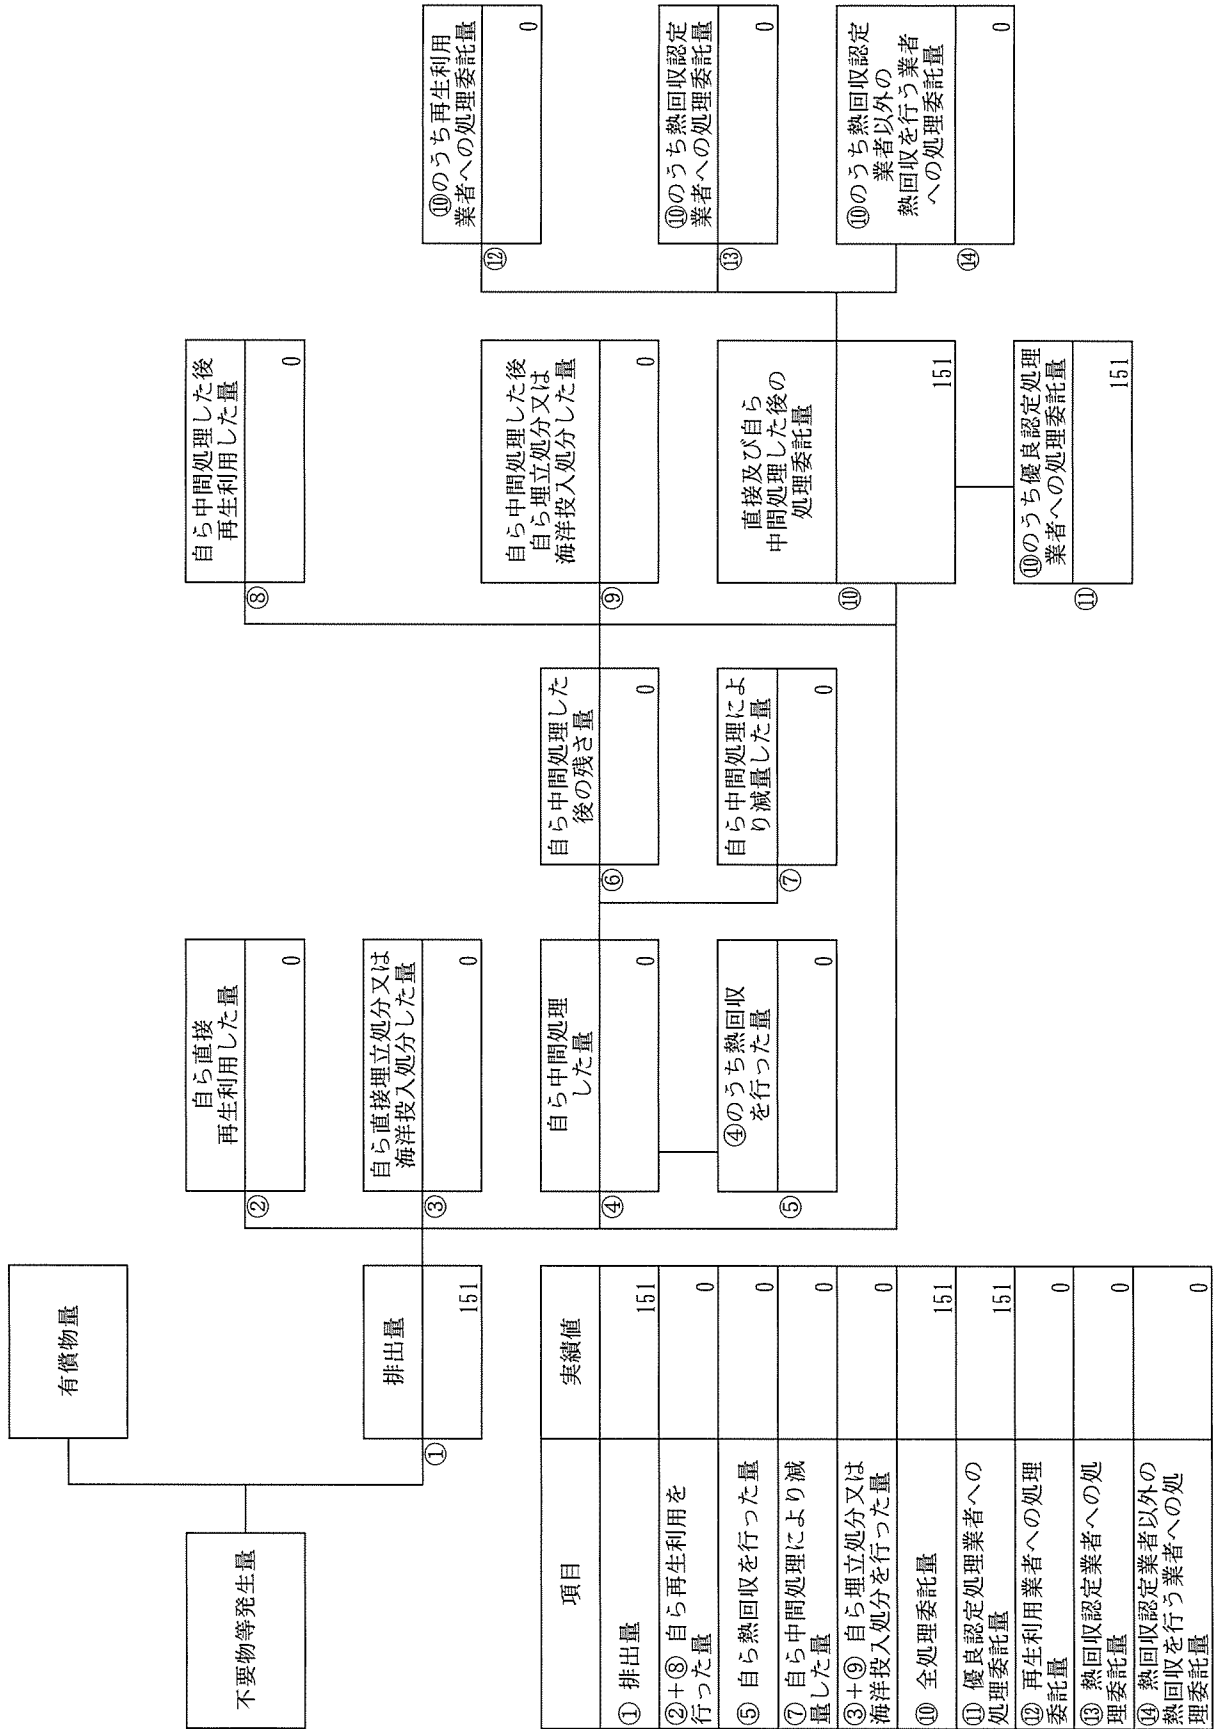 不要物等発生量
有償物量
①
排出量
151
②
自ら直接
再生利用した量
0
③
自ら直接埋立処分又は
海洋投入処分した量
0
④
自ら中間処理
した量
0
⑤
④のうち熱回収
を行った量
0
⑥
自ら中間処理した
後の残さ量
0
⑦
自ら中間処理によ
り減量した量
0
⑧
自ら中間処理した後
再生利用した量
0
⑨
自ら中間処理した後
自ら埋立処分又は
海洋投入処分した量
0
⑩
直接及び自ら
中間処理した後の
処理委託量
151
⑪
⑩のうち優良認定処理
業者への処理委託量
151
⑫
⑩のうち再生利用
業者への処理委託量
0
⑬
⑩のうち熱回収認定
業者への処理委託量
0
⑭
⑩のうち熱回収認定
業者以外の
熱回収を行う業者
への処理委託量
0
項目 実績値
① 排出量 151
②+⑧ 自ら再生利用を
行った量 0
⑤ 自ら熱回収を行った量 0
⑦ 自ら中間処理により減
量した量 0
③+⑨ 自ら埋立処分又は
海洋投入処分を行った量 0
⑩ 全処理委託量 151
⑪ 優良認定処理業者への
処理委託量 151
⑫ 再生利用業者への処理
委託量 0
⑬ 熱回収認定業者への処
理委託量 0
⑭ 熱回収認定業者以外の
熱回収を行う業者への処
理委託量 0